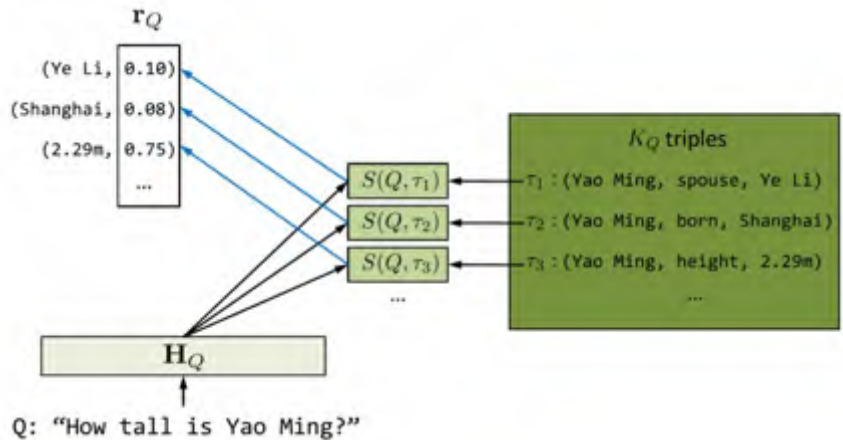 r_Q
(Ye Li, 0.10)
(Shanghai, 0.08)
(2.29m, 0.75)
...
K_Q triples
S(Q, τ₁)
τ₁ : (Yao Ming, spouse, Ye Li)
S(Q, τ₂)
τ₂ : (Yao Ming, born, Shanghai)
S(Q, τ₃)
τ₃ : (Yao Ming, height, 2.29m)
...
...
H_Q
Q: “How tall is Yao Ming?”